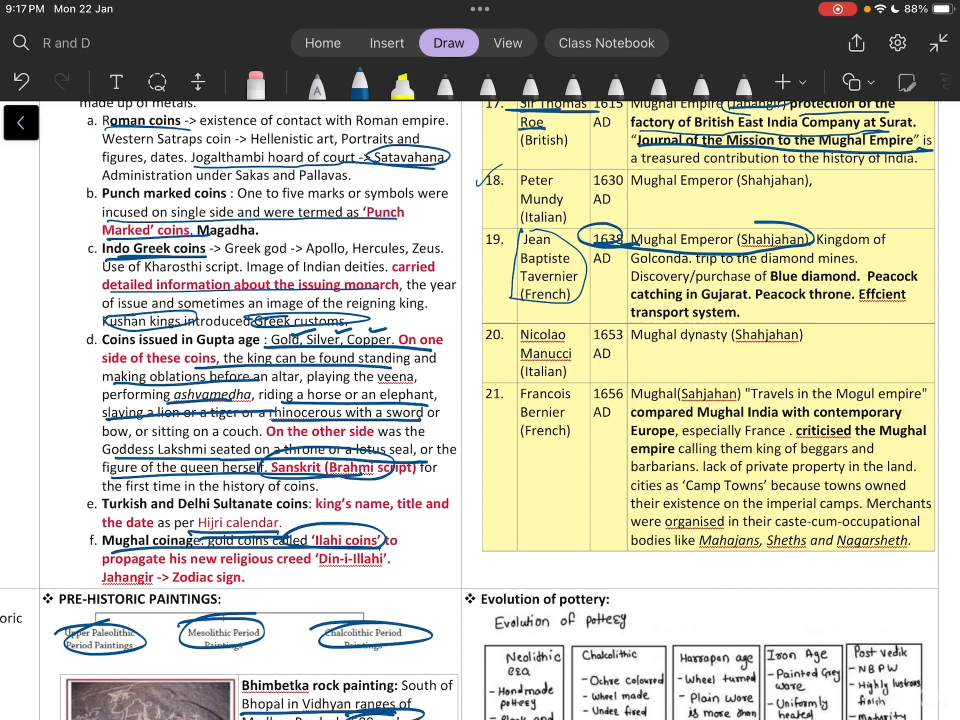 9:17 PM Mon 22 Jan
88%
R and D
Home Insert Draw View Class Notebook
made up of metals.
a. Roman coins -> existence of contact with Roman empire.
Western Satraps coin -> Hellenistic art, Portraits and
figures, dates. Jogalthambi hoard of court -> Satavahana
Administration under Sakas and Pallavas.
b. Punch marked coins : One to five marks or symbols were
incused on single side and were termed as 'Punch
Marked' coins. Magadha.
c. Indo Greek coins -> Greek god -> Apollo, Hercules, Zeus.
Use of Kharosthi script. Image of Indian deities. carried
detailed information about the issuing monarch, the year
of issue and sometimes an image of the reigning king.
Kushan kings introduced Greek customs.
d. Coins issued in Gupta age : Gold, Silver, Copper. On one
side of these coins, the king can be found standing and
making oblations before an altar, playing the veena,
performing ashvamedha, riding a horse or an elephant,
slaying a lion or a tiger or a rhinocerous with a sword or
bow, or sitting on a couch. On the other side was the
Goddess Lakshmi seated on a throne or a lotus seal, or the
figure of the queen herself. Sanskrit (Brahmi script) for
the first time in the history of coins.
e. Turkish and Delhi Sultanate coins: king's name, title and
the date as per Hijri calendar.
f. Mughal coinage: gold coins called 'Ilahi coins' to
propagate his new religious creed 'Din-i-Illahi'.
Jahangir -> Zodiac sign.
17. Sir Thomas 1615 Mughal Empire (Jahangir) protection of the
Roe AD factory of British East India Company at Surat.
(British) "Journal of the Mission to the Mughal Empire" is
a treasured contribution to the history of India.
18. Peter 1630 Mughal Emperor (Shahjahan),
Mundy AD
(Italian)
19. Jean 1638 Mughal Emperor (Shahjahan), Kingdom of
Baptiste AD Golconda. trip to the diamond mines.
Tavernier Discovery/purchase of Blue diamond. Peacock
(French) catching in Gujarat. Peacock throne. Effcient
transport system.
20. Nicolao 1653 Mughal dynasty (Shahjahan)
Manucci AD
(Italian)
21. Francois 1656 Mughal(Sahjahan) "Travels in the Mogul empire"
Bernier AD compared Mughal India with contemporary
(French) Europe, especially France . criticised the Mughal
empire calling them king of beggars and
barbarians. lack of private property in the land.
cities as 'Camp Towns' because towns owned
their existence on the imperial camps. Merchants
were organised in their caste-cum-occupational
bodies like Mahajans, Sheths and Nagarsheth.
oric
❖ PRE-HISTORIC PAINTINGS:
Upper Paleolithic Mesolithic Period Chalcolithic Period
Period Paintings Paintings Paintings
Bhimbetka rock painting: South of
Bhopal in Vidhyan ranges of
❖ Evolution of pottery:
Evolution of pottery
Neolithic
era
- Handmade
pottery
Chalcolithic
- Ochre coloured
- Wheel made
- Under fired
Harrapan age
- Wheel turned
- Plain ware
is more than
Iron Age
- Painted Grey
ware
- Uniformly
heated
Post vedik
- NBPW
- Highly lustrous
finish